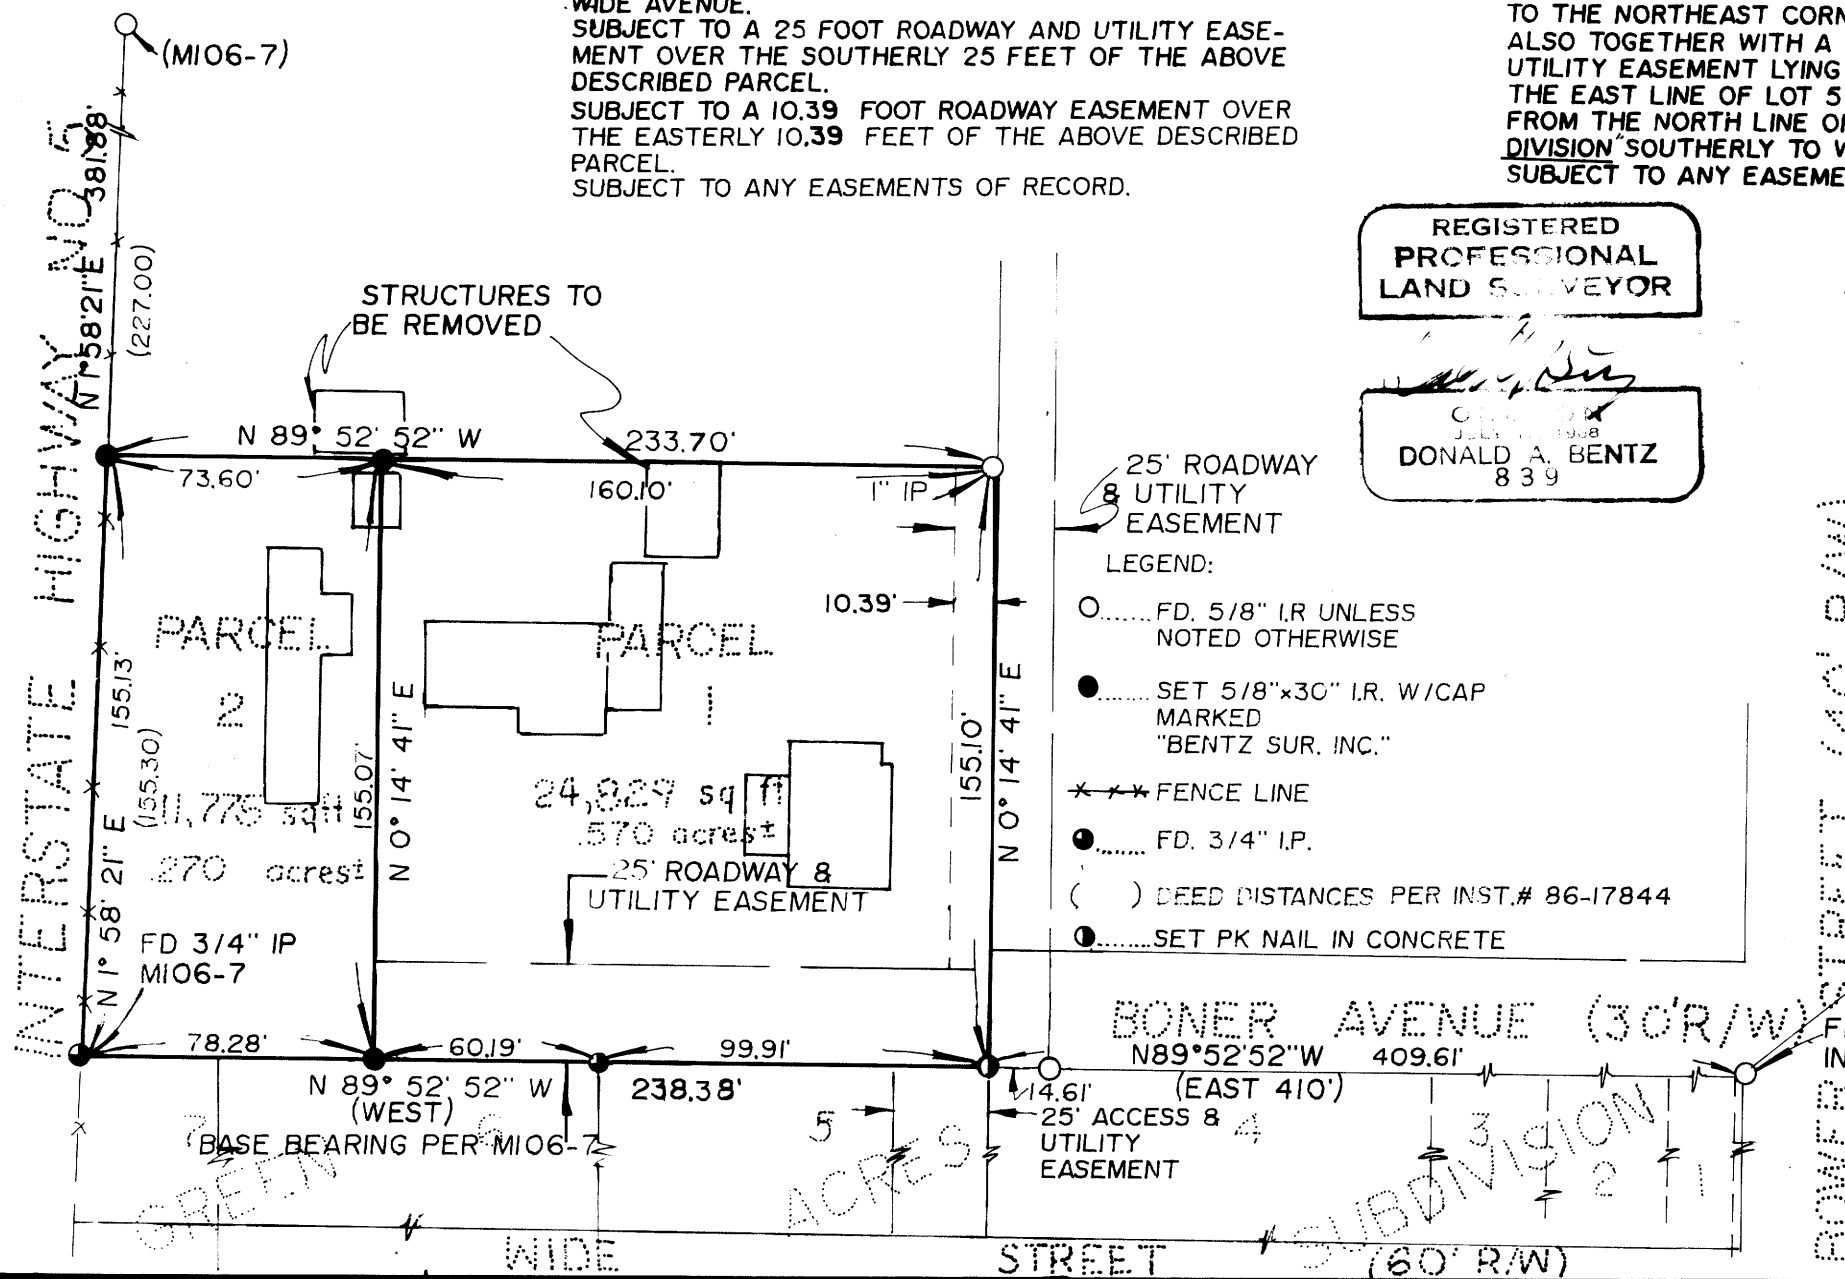 WIDE AVENUE.
SUBJECT TO A 25 FOOT ROADWAY AND UTILITY EASE-
MENT OVER THE SOUTHERLY 25 FEET OF THE ABOVE
DESCRIBED PARCEL.
SUBJECT TO A 10.39 FOOT ROADWAY EASEMENT OVER
THE EASTERLY 10.39 FEET OF THE ABOVE DESCRIBED
PARCEL.
SUBJECT TO ANY EASEMENTS OF RECORD.
TO THE NORTHEAST CORN
ALSO TOGETHER WITH A
UTILITY EASEMENT LYING
THE EAST LINE OF LOT 5
FROM THE NORTH LINE O
DIVISION" SOUTHERLY TO W
SUBJECT TO ANY EASEME
(M106-7)
REGISTERED
PROFESSIONAL
LAND VEYOR
1968
DONALD A. BENTZ
839
INTERSTATE HIGHWAY NO. 5
N 1° 58' 21" E 381.88'
(227.00)
STRUCTURES TO
BE REMOVED
N 89° 52' 52" W 233.70'
73.60'
160.10'
1" IP
25' ROADWAY
& UTILITY
EASEMENT
10.39'
PARCEL
2
PARCEL
1
155.13'
(155.30)
N 1° 58' 21" E
155.07'
N 0° 14' 41" E
155.10'
N 0° 14' 41" E
sq ft
.270 acres±
sq ft
.570 acres±
25' ROADWAY &
UTILITY EASEMENT
FD 3/4" IP
M106-7
LEGEND:
FD. 5/8" I.R UNLESS
NOTED OTHERWISE
SET 5/8"x30" I.R. W/CAP
MARKED
"BENTZ SUR. INC."
FENCE LINE
FD. 3/4" I.P.
( ) DEED DISTANCES PER INST.# 86-17844
SET PK NAIL IN CONCRETE
BONER AVENUE (30'R/W)
78.28'
60.19'
99.91'
N89°52'52"W 409.61'
(EAST 410')
N 89° 52' 52" W 238.38'
(WEST)
BASE BEARING PER M106-7
14.61'
25' ACCESS &
UTILITY
EASEMENT
7
6
5
4
3
2
1
GREEN ACRES SUBDIVISION
WIDE STREET (60' R/W)